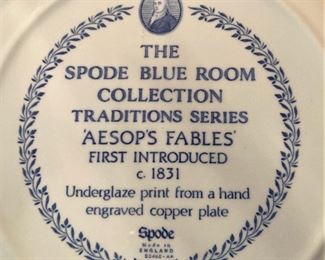 THE
SPODE BLUE ROOM
COLLECTION
TRADITIONS SERIES
'AESOP'S FABLES'
FIRST INTRODUCED
c. 1831
Underglaze print from a hand
engraved copper plate
Spode
Made in
ENGLAND